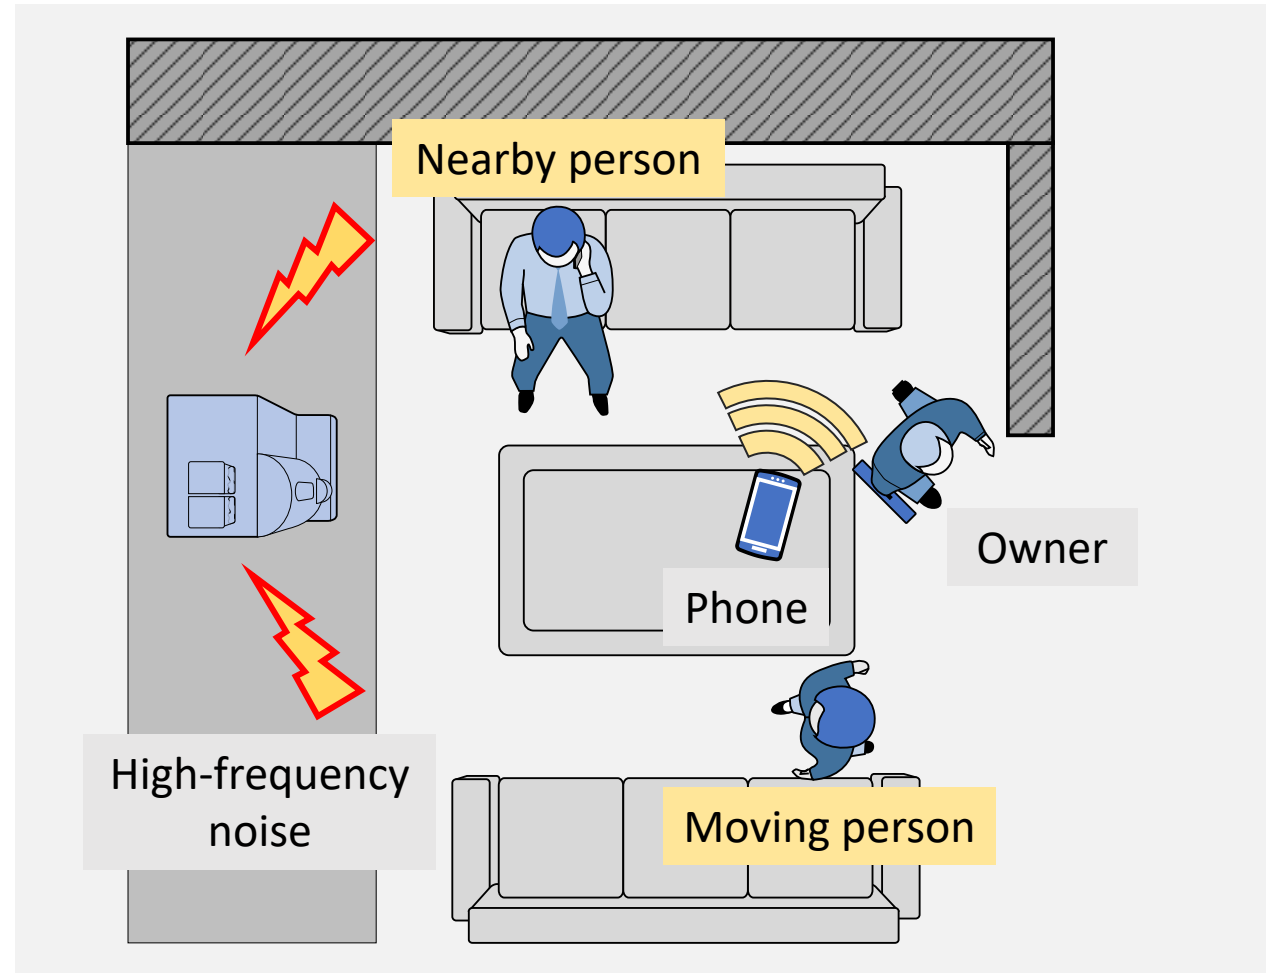 Nearby person
Owner
Phone
High-frequency
noise
Moving person